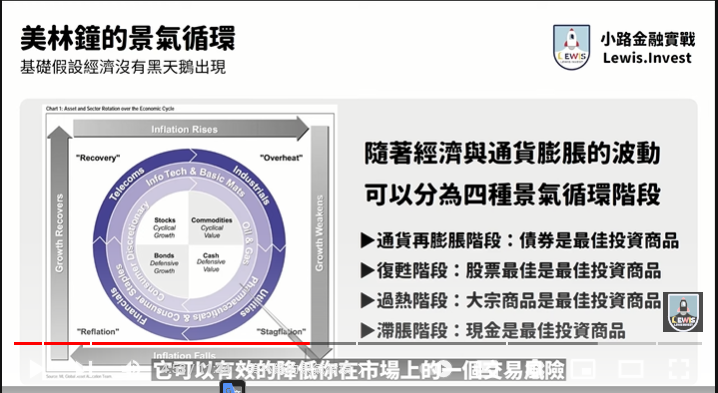 美林鐘的景氣循環
基礎假設經濟沒有黑天鵝出現
LEWIS
小路金融實戰
Lewis.Invest
Chart 1: Asset and Sector Rotation over the Economic Cycle
Inflation Rises
"Recovery"
"Overheat"
Telecoms
Info Tech & Basic Mats
Industrials
Growth Recovers
Consumer Discretionary
Stocks
Cyclical
Growth
Commodities
Cyclical
Value
Oil & Gas
Growth Weakens
Bonds
Defensive
Growth
Cash
Defensive
Value
Financials
Consumer Staples
Pharmaceuticals & Consumer Staples
Utilities
"Reflation"
"Stagflation"
Inflation Falls
隨著經濟與通貨膨脹的波動
可以分為四種景氣循環階段
▶通貨再膨脹階段：債券是最佳投資商品
▶復甦階段：股票最佳是最佳投資商品
▶過熱階段：大宗商品是最佳投資商品
▶滯脹階段：現金是最佳投資商品
LEWIS
它可以有效的降低你在市場上的一個交易風險